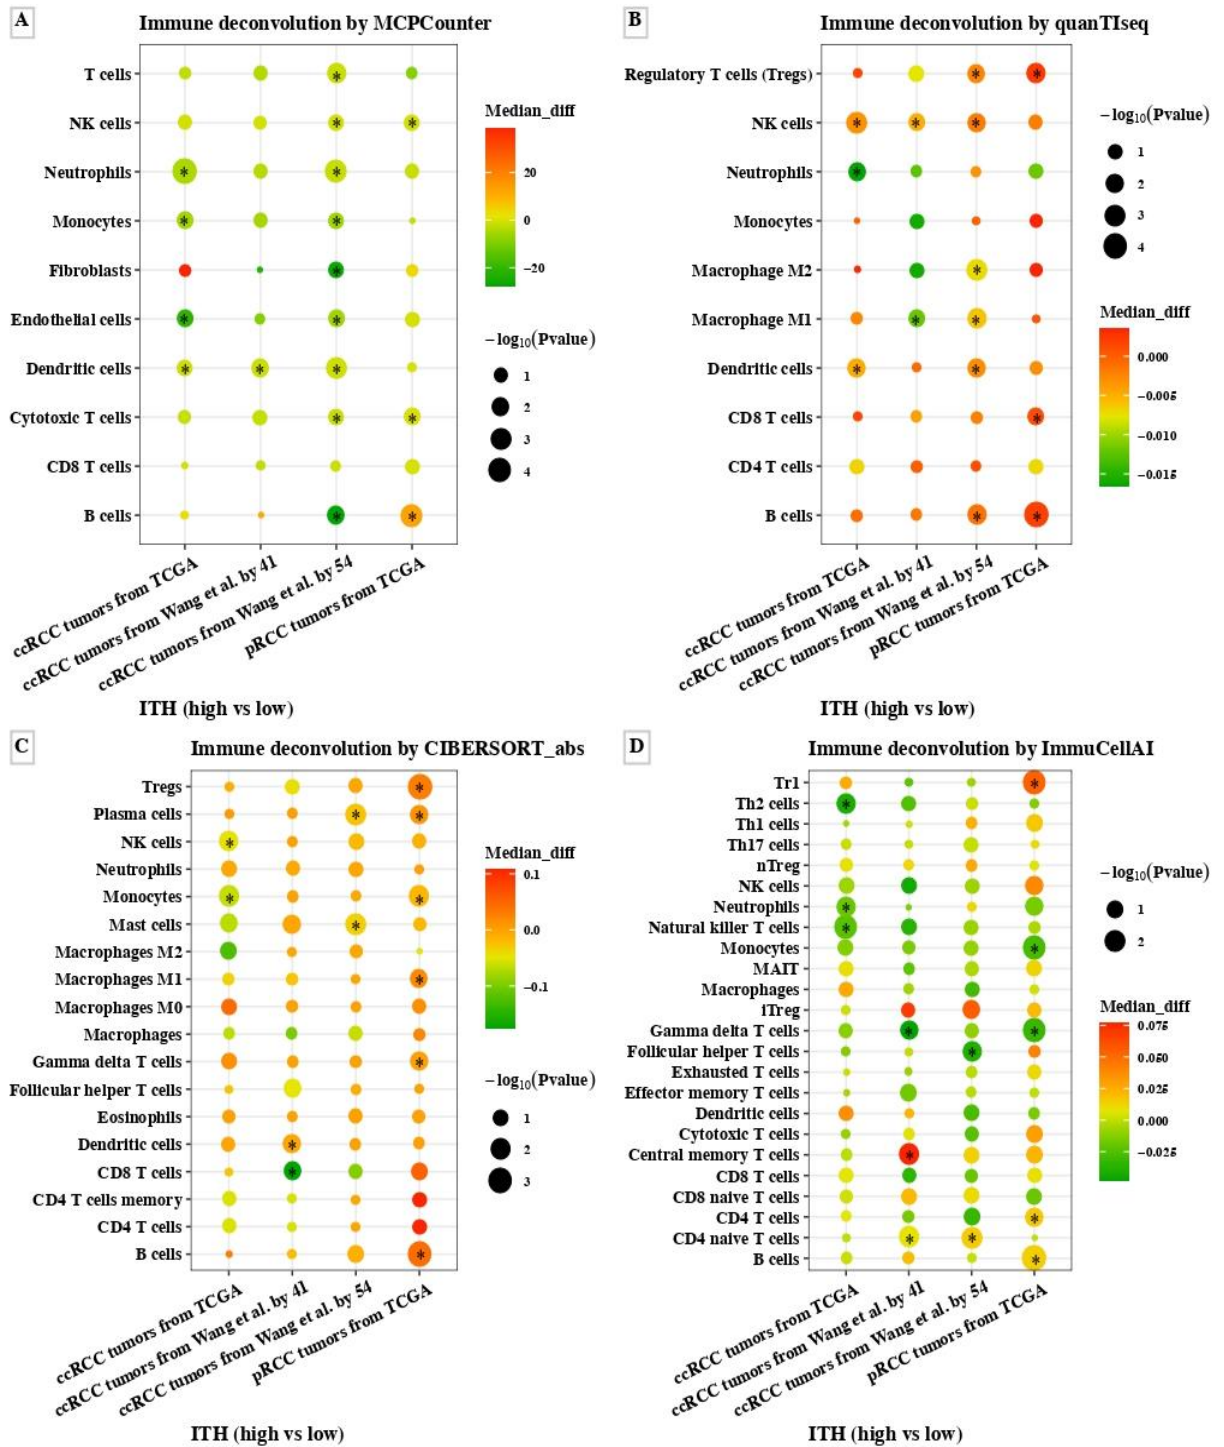 A
Immune deconvolution by MCPCounter
T cells
NK cells
Neutrophils
Monocytes
Fibroblasts
Endothelial cells
Dendritic cells
Cytotoxic T cells
CD8 T cells
B cells
ccRCC tumors from TCGA
ccRCC tumors from Wang et al. by 41
ccRCC tumors from Wang et al. by 54
pRCC tumors from TCGA
ITH (high vs low)
Median_diff
20
0
−20
−log10(Pvalue)
1
2
3
4
B
Immune deconvolution by quanTIseq
Regulatory T cells (Tregs)
NK cells
Neutrophils
Monocytes
Macrophage M2
Macrophage M1
Dendritic cells
CD8 T cells
CD4 T cells
B cells
ccRCC tumors from TCGA
ccRCC tumors from Wang et al. by 41
ccRCC tumors from Wang et al. by 54
pRCC tumors from TCGA
ITH (high vs low)
−log10(Pvalue)
1
2
3
4
Median_diff
0.000
−0.005
−0.010
−0.015
C
Immune deconvolution by CIBERSORT_abs
Tregs
Plasma cells
NK cells
Neutrophils
Monocytes
Mast cells
Macrophages M2
Macrophages M1
Macrophages M0
Macrophages
Gamma delta T cells
Follicular helper T cells
Eosinophils
Dendritic cells
CD8 T cells
CD4 T cells memory
CD4 T cells
B cells
ccRCC tumors from TCGA
ccRCC tumors from Wang et al. by 41
ccRCC tumors from Wang et al. by 54
pRCC tumors from TCGA
ITH (high vs low)
Median_diff
0.1
0.0
−0.1
−log10(Pvalue)
1
2
3
D
Immune deconvolution by ImmuCellAI
Tr1
Th2 cells
Th1 cells
Th17 cells
nTreg
NK cells
Neutrophils
Natural killer T cells
Monocytes
MAIT
Macrophages
iTreg
Gamma delta T cells
Follicular helper T cells
Exhausted T cells
Effector memory T cells
Dendritic cells
Cytotoxic T cells
Central memory T cells
CD8 T cells
CD8 naive T cells
CD4 T cells
CD4 naive T cells
B cells
ccRCC tumors from TCGA
ccRCC tumors from Wang et al. by 41
ccRCC tumors from Wang et al. by 54
pRCC tumors from TCGA
ITH (high vs low)
−log10(Pvalue)
1
2
Median_diff
0.075
0.050
0.025
0.000
−0.025